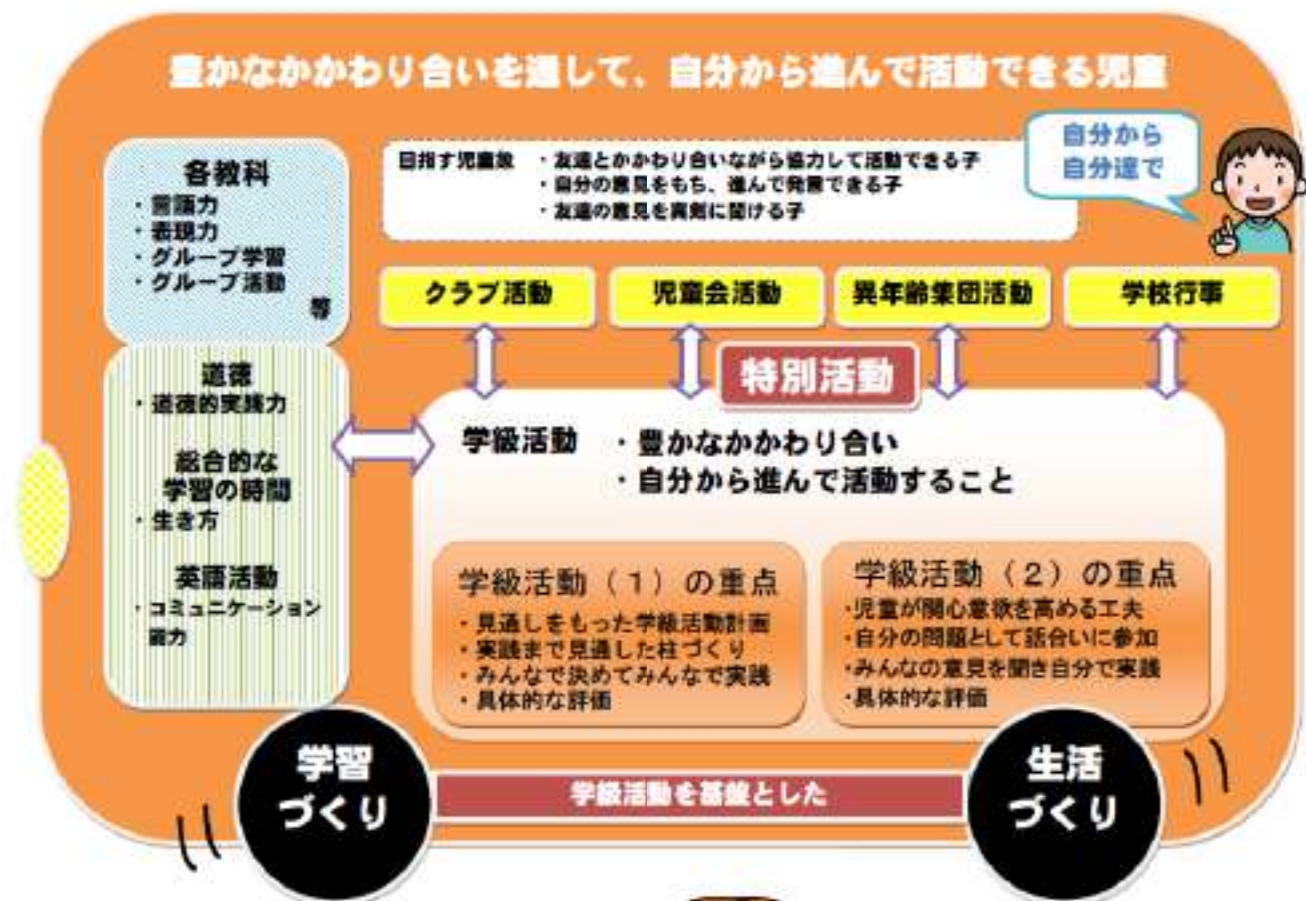 豊かなかかわり合いを通して、自分から進んで活動できる児童
自分から
自分達で
各教科
・言語力
・表現力
・グループ学習
・グループ活動
等
目指す児童像 ・友達とかかわり合いながら協力して活動できる子
・自分の意見をもち、進んで発言できる子
・友達の意見を真剣に聞ける子
クラブ活動
児童会活動
異年齢集団活動
学校行事
特別活動
道徳
・道徳的実践力
総合的な
学習の時間
・生き方
英語活動
・コミュニケーション
能力
学級活動 ・豊かなかかわり合い
・自分から進んで活動すること
学級活動（１）の重点
・見通しをもった学級活動計画
・実践まで見通した柱づくり
・みんなで決めてみんなで実践
・具体的な評価
学級活動（２）の重点
・児童が関心意欲を高める工夫
・自分の問題として話合いに参加
・みんなの意見を聞き自分で実践
・具体的な評価
学習
づくり
学級活動を基盤とした
生活
づくり